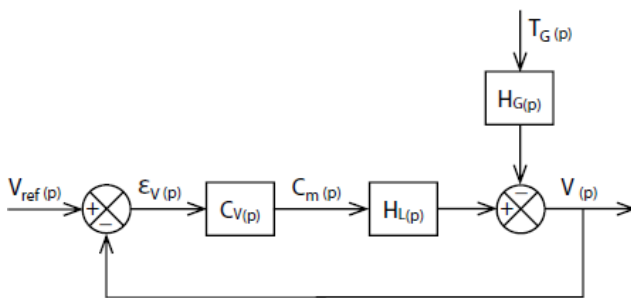 T_G (p)
H_G(p)
V_ref (p)
+
−
ε_V (p)
C_V(p)
C_m (p)
H_L(p)
+
−
V (p)